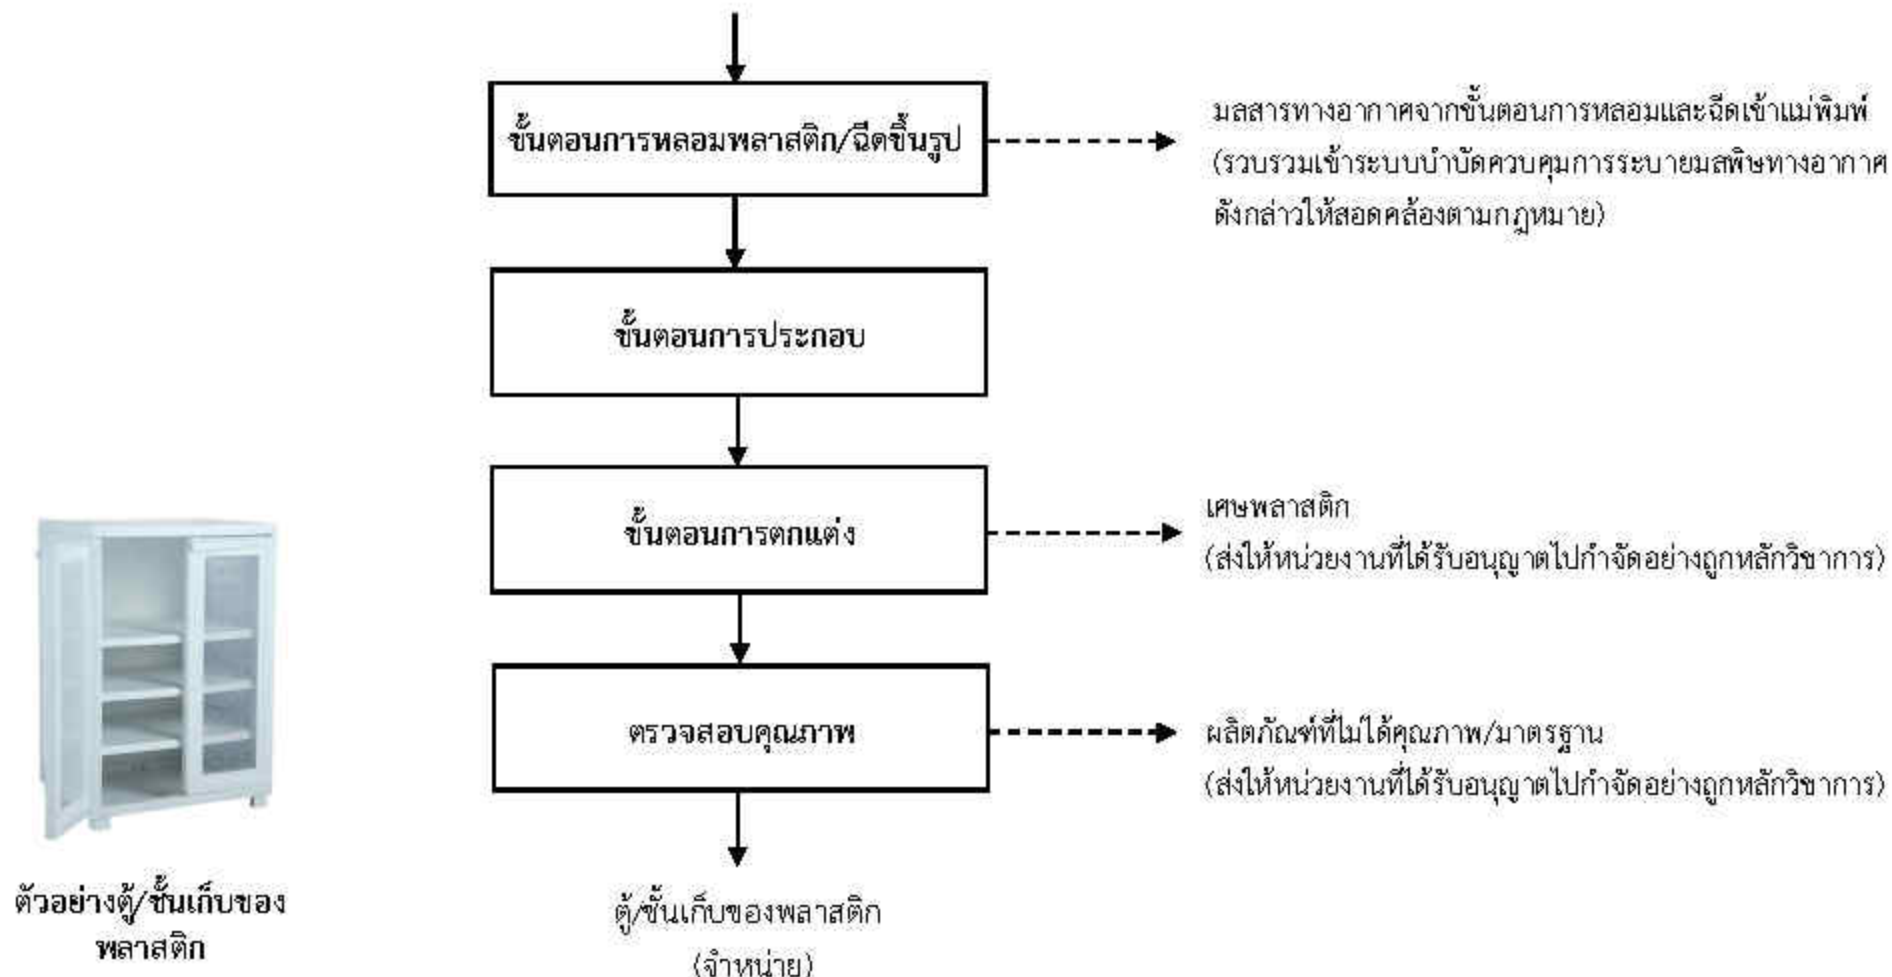 ขั้นตอนการหลอมพลาสติก/ฉีดขึ้นรูป
มลสารทางอากาศจากขั้นตอนการหลอมและฉีดเข้าแม่พิมพ์
(รวบรวมเข้าระบบบำบัดควบคุมการระบายมลพิษทางอากาศ
ดังกล่าวให้สอดคล้องตามกฎหมาย)
ขั้นตอนการประกอบ
ขั้นตอนการตกแต่ง
เศษพลาสติก
(ส่งให้หน่วยงานที่ได้รับอนุญาตไปกำจัดอย่างถูกหลักวิชาการ)
ตรวจสอบคุณภาพ
ผลิตภัณฑ์ที่ไม่ได้คุณภาพ/มาตรฐาน
(ส่งให้หน่วยงานที่ได้รับอนุญาตไปกำจัดอย่างถูกหลักวิชาการ)
ตัวอย่างตู้/ชั้นเก็บของ
พลาสติก
ตู้/ชั้นเก็บของพลาสติก
(จำหน่าย)